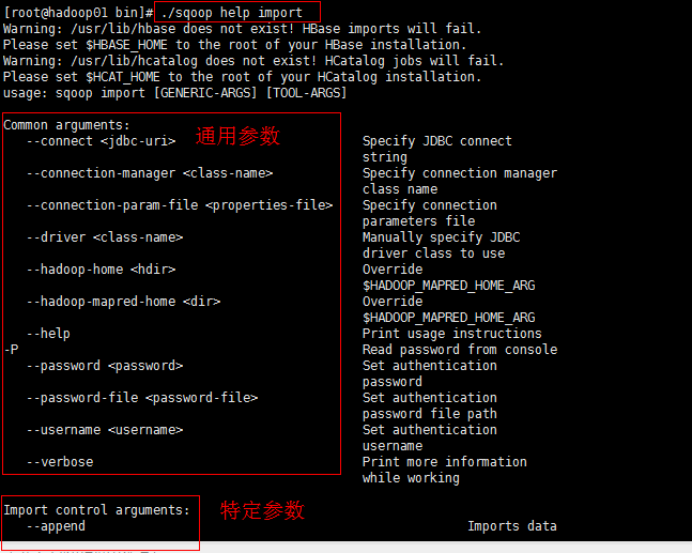 [root@hadoop01 bin]# ./sqoop help import
Warning: /usr/lib/hbase does not exist! HBase imports will fail.
Please set $HBASE_HOME to the root of your HBase installation.
Warning: /usr/lib/hcatalog does not exist! HCatalog jobs will fail.
Please set $HCAT_HOME to the root of your HCatalog installation.
usage: sqoop import [GENERIC-ARGS] [TOOL-ARGS]
Common arguments: 通用参数
--connect <jdbc-uri> Specify JDBC connect
string
--connection-manager <class-name> Specify connection manager
class name
--connection-param-file <properties-file> Specify connection
parameters file
--driver <class-name> Manually specify JDBC
driver class to use
--hadoop-home <hdir> Override
$HADOOP_MAPRED_HOME_ARG
--hadoop-mapred-home <dir> Override
$HADOOP_MAPRED_HOME_ARG
--help Print usage instructions
-P Read password from console
--password <password> Set authentication
password
--password-file <password-file> Set authentication
password file path
--username <username> Set authentication
username
--verbose Print more information
while working
Import control arguments: 特定参数
--append Imports data